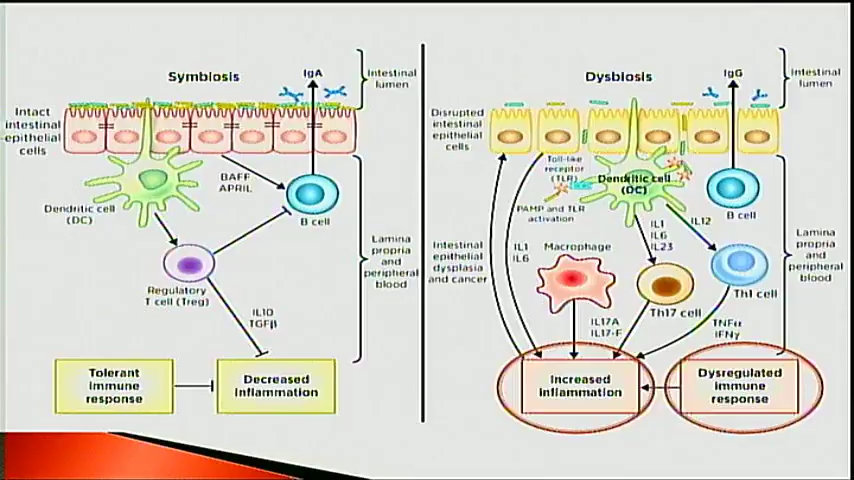 Symbiosis
IgA
Intestinal
lumen
Intact
intestinal
epithelial
cells
BAFF
APRIL
Dendritic cell
(DC)
B cell
Regulatory
T cell (Treg)
IL10
TGFβ
Lamina
propria
and
peripheral
blood
Tolerant
immune
response
Decreased
inflammation
Dysbiosis
IgG
Intestinal
lumen
Disrupted
intestinal
epithelial
cells
Toll-like
receptor
(TLR)
Dendritic cell
(DC)
PAMP and TLR
activation
B cell
IL1
IL6
IL23
IL12
Intestinal
epithelial
dysplasia
and cancer
IL1
IL6
Macrophage
Th17 cell
Th1 cell
IL17A
IL17-F
TNFα
IFNγ
Lamina
propria
and
peripheral
blood
Increased
inflammation
Dysregulated
immune
response